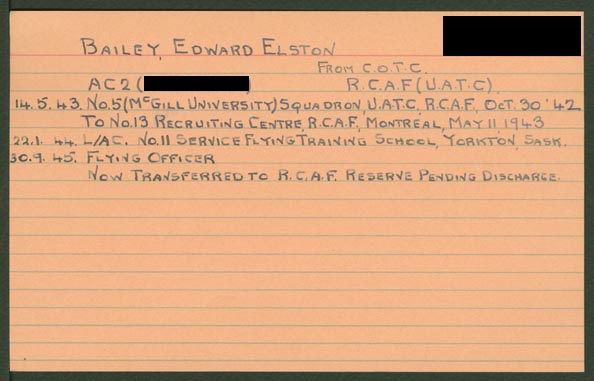 BAILEY, EDWARD ELSTON
FROM C.O.T.C.
AC2 ( ) R.C.A.F (U.A.T.C).
14.5.43. No.5 (McGILL UNIVERSITY) SQUADRON, U.A.T.C, R.C.A.F., OCT. 30 '42
TO No.13 RECRUITING CENTRE, R.C.A.F., MONTREAL, MAY 11, 1943
22.1.44. L/AC. No.11 SERVICE FLYING TRAINING SCHOOL, YORKTON, SASK.
30.9.45. FLYING OFFICER
NOW TRANSFERRED TO R.C.A.F. RESERVE PENDING DISCHARGE.